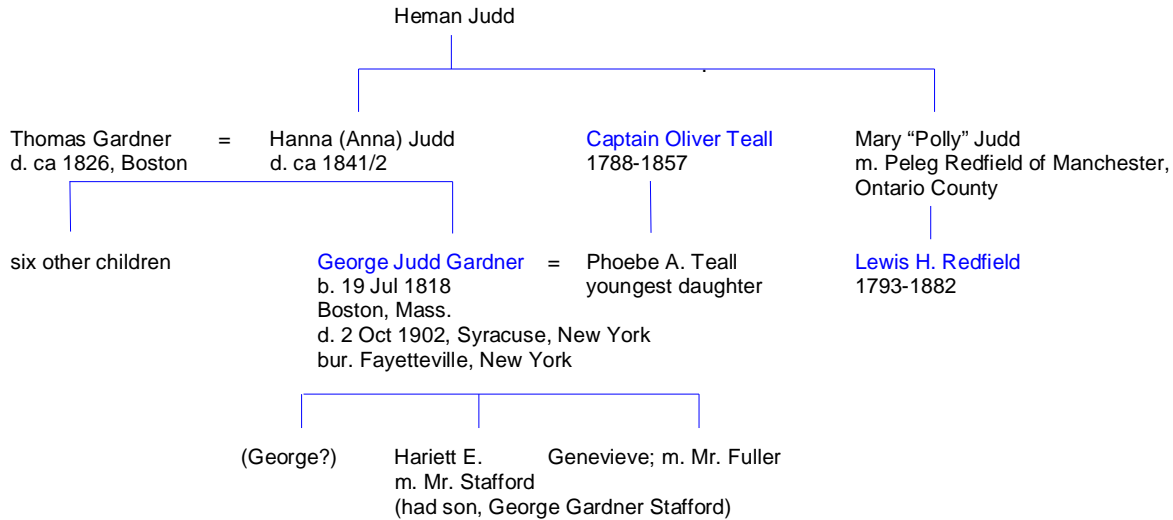 Heman Judd
Thomas Gardner = Hanna (Anna) Judd Captain Oliver Teall Mary “Polly” Judd
d. ca 1826, Boston d. ca 1841/2 1788-1857 m. Peleg Redfield of Manchester,
Ontario County
six other children George Judd Gardner = Phoebe A. Teall Lewis H. Redfield
b. 19 Jul 1818 youngest daughter 1793-1882
Boston, Mass.
d. 2 Oct 1902, Syracuse, New York
bur. Fayetteville, New York
(George?) Hariett E. Genevieve; m. Mr. Fuller
m. Mr. Stafford
(had son, George Gardner Stafford)